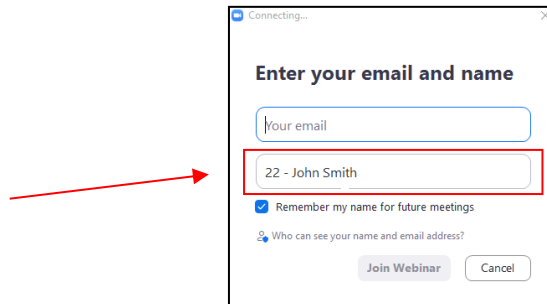 Connecting...
Enter your email and name
Your email
22 - John Smith
Remember my name for future meetings
Who can see your name and email address?
Join Webinar Cancel